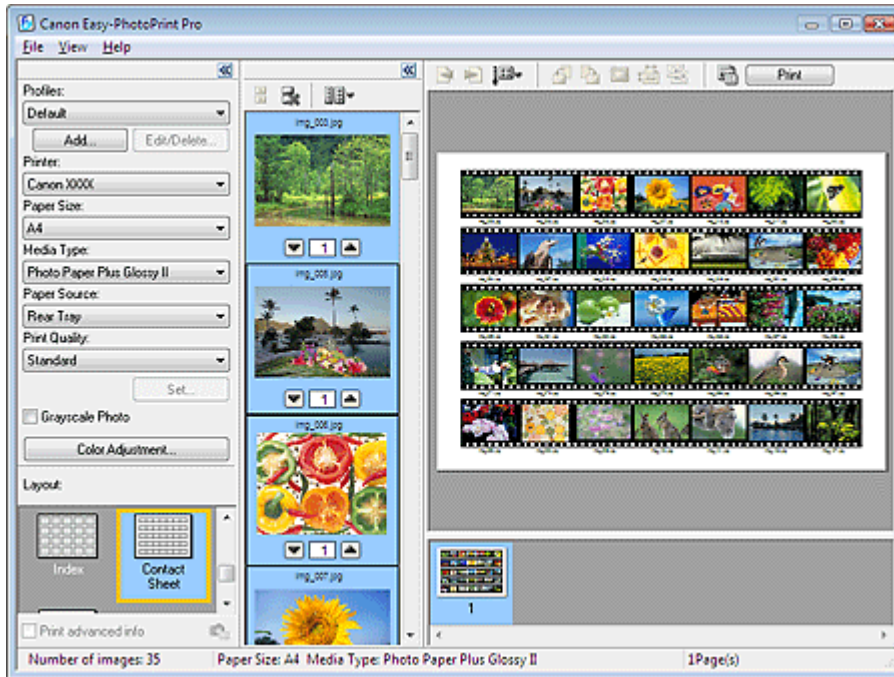 Canon Easy-PhotoPrint Pro
File View Help
Profiles:
Default
Add... Edit/Delete...
Printer:
Canon XXXX
Paper Size:
A4
Media Type:
Photo Paper Plus Glossy II
Paper Source:
Rear Tray
Print Quality:
Standard
Set...
Grayscale Photo
Color Adjustment...
Layout:
Index
Contact
Sheet
Print advanced info
img_003.jpg
1
img_005.jpg
1
img_006.jpg
1
img_007.jpg
Print
1
Number of images: 35
Paper Size: A4 Media Type: Photo Paper Plus Glossy II
1Page(s)